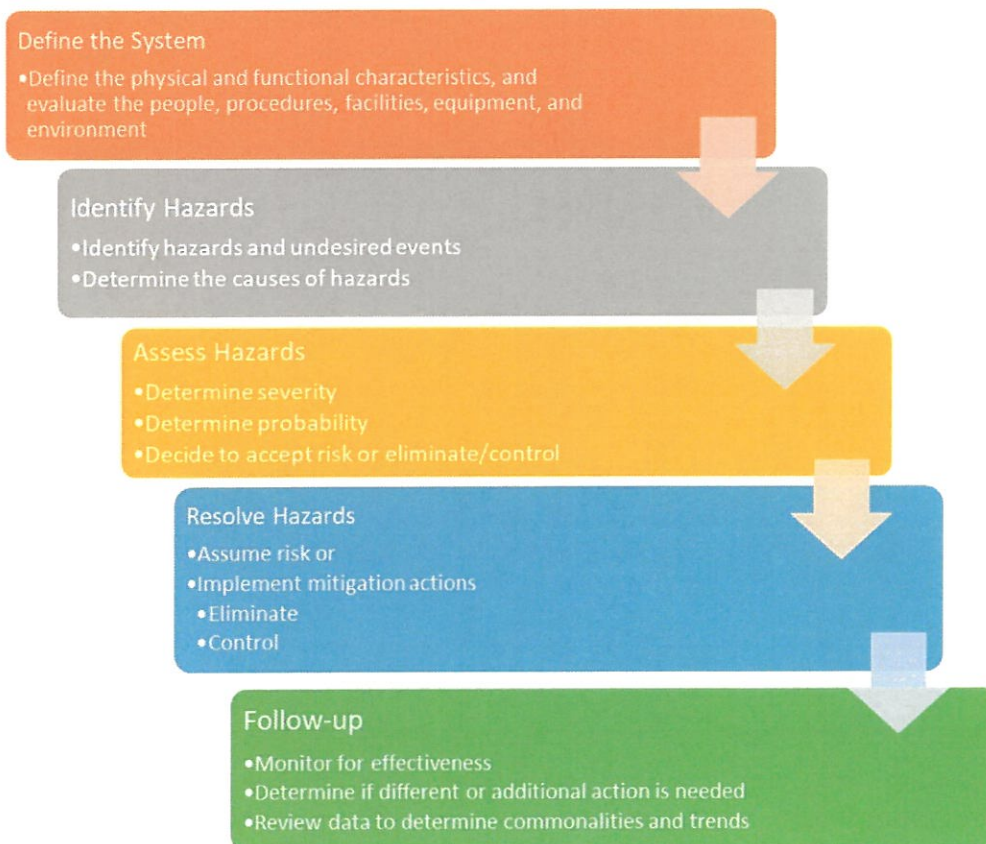 Define the System
•Define the physical and functional characteristics, and
evaluate the people, procedures, facilities, equipment, and
environment
Identify Hazards
•Identify hazards and undesired events
•Determine the causes of hazards
Assess Hazards
•Determine severity
•Determine probability
•Decide to accept risk or eliminate/control
Resolve Hazards
•Assume risk or
•Implement mitigation actions
•Eliminate
•Control
Follow-up
•Monitor for effectiveness
•Determine if different or additional action is needed
•Review data to determine commonalities and trends